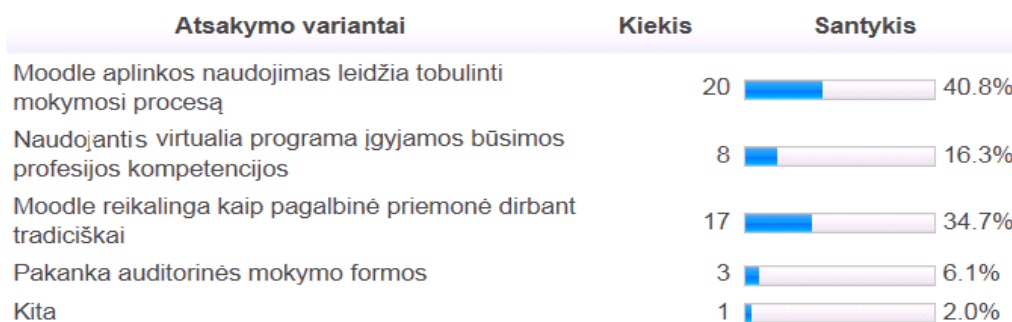 Atsakymo variantai Kiekis Santykis
Moodle aplinkos naudojimas leidžia tobulinti
mokymosi procesą 20 40.8%
Naudojantis virtualia programa įgyjamos būsimos
profesijos kompetencijos 8 16.3%
Moodle reikalinga kaip pagalbinė priemonė dirbant
tradiciškai 17 34.7%
Pakanka auditorinės mokymo formos 3 6.1%
Kita 1 2.0%